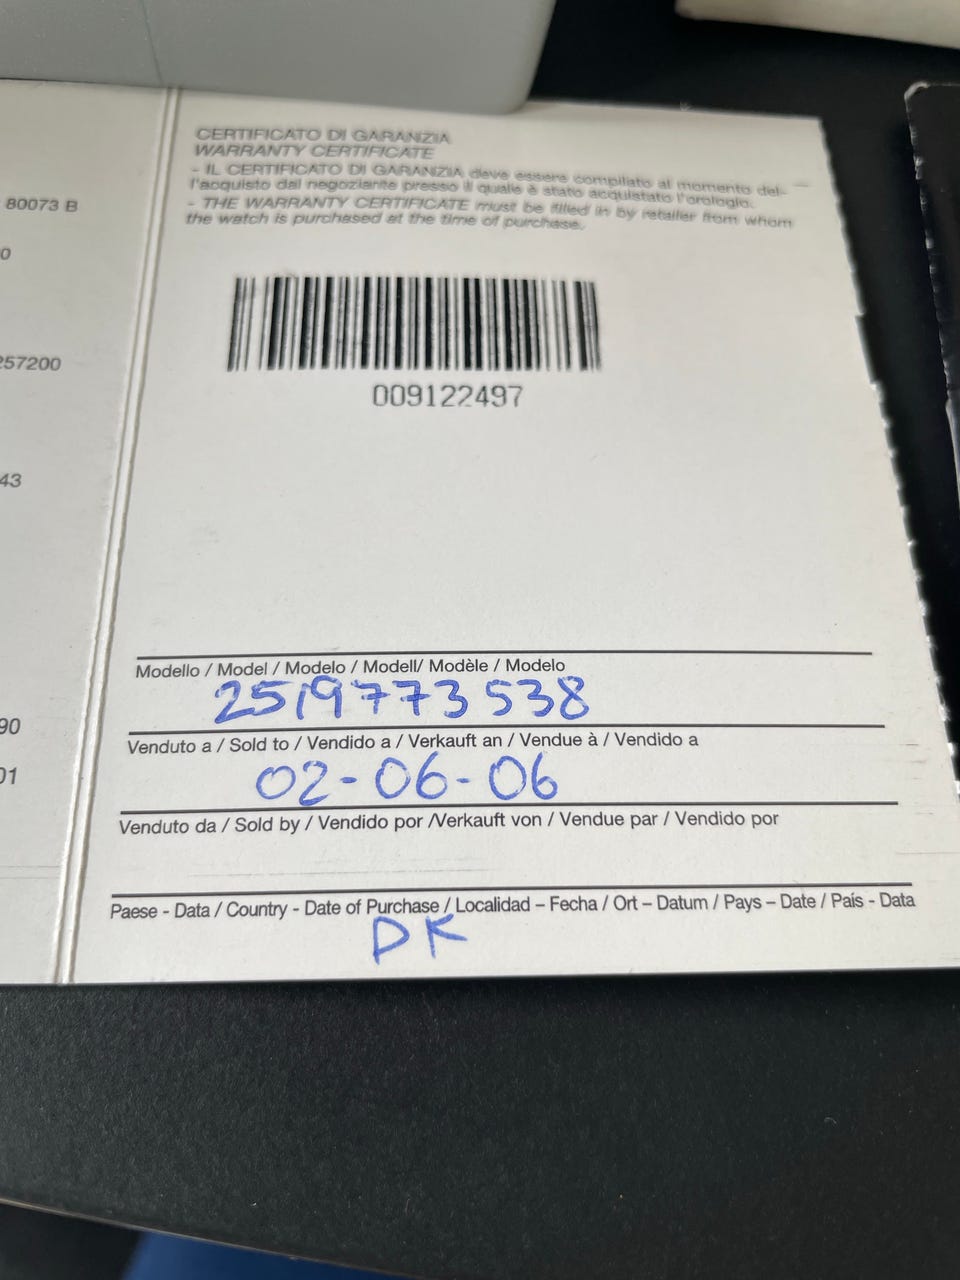 80073 B
0
257200
43
90
01
CERTIFICATO DI GARANZIA
WARRANTY CERTIFICATE
- IL CERTIFICATO DI GARANZIA deve essere compilato al momento del-
l'acquisto dal negoziante presso il quale è stato acquistato l'orologio.
- THE WARRANTY CERTIFICATE must be filled in by retailer from whom
the watch is purchased at the time of purchase.
009122497
Modello / Model / Modelo / Modell/ Modèle / Modelo
2519773538
Venduto a / Sold to / Vendido a / Verkauft an / Vendue à / Vendido a
02-06-06
Venduto da / Sold by / Vendido por /Verkauft von / Vendue par / Vendido por
Paese - Data / Country - Date of Purchase / Localidad – Fecha / Ort – Datum / Pays – Date / País - Data
DK